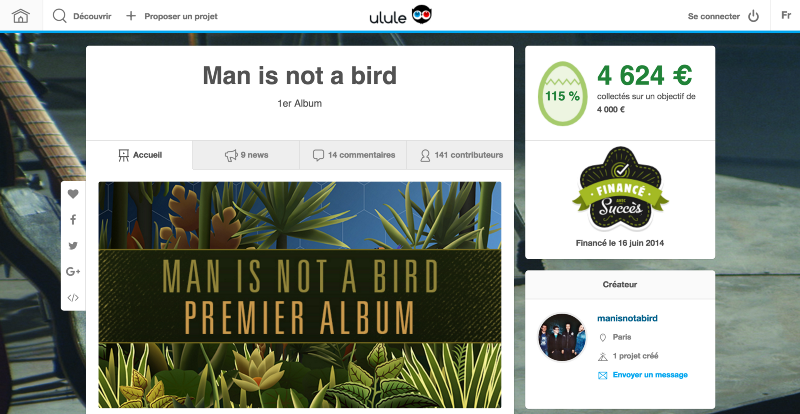 Découvrir
Proposer un projet
ulule
Se connecter
Fr
Man is not a bird
1er Album
Accueil
9 news
14 commentaires
141 contributeurs
MAN IS NOT A BIRD
PREMIER ALBUM
115 %
4 624 €
collectés sur un objectif de
4 000 €
FINANCÉ
AVEC
Succès
Financé le 16 juin 2014
Créateur
manisnotabird
Paris
1 projet créé
Envoyer un message